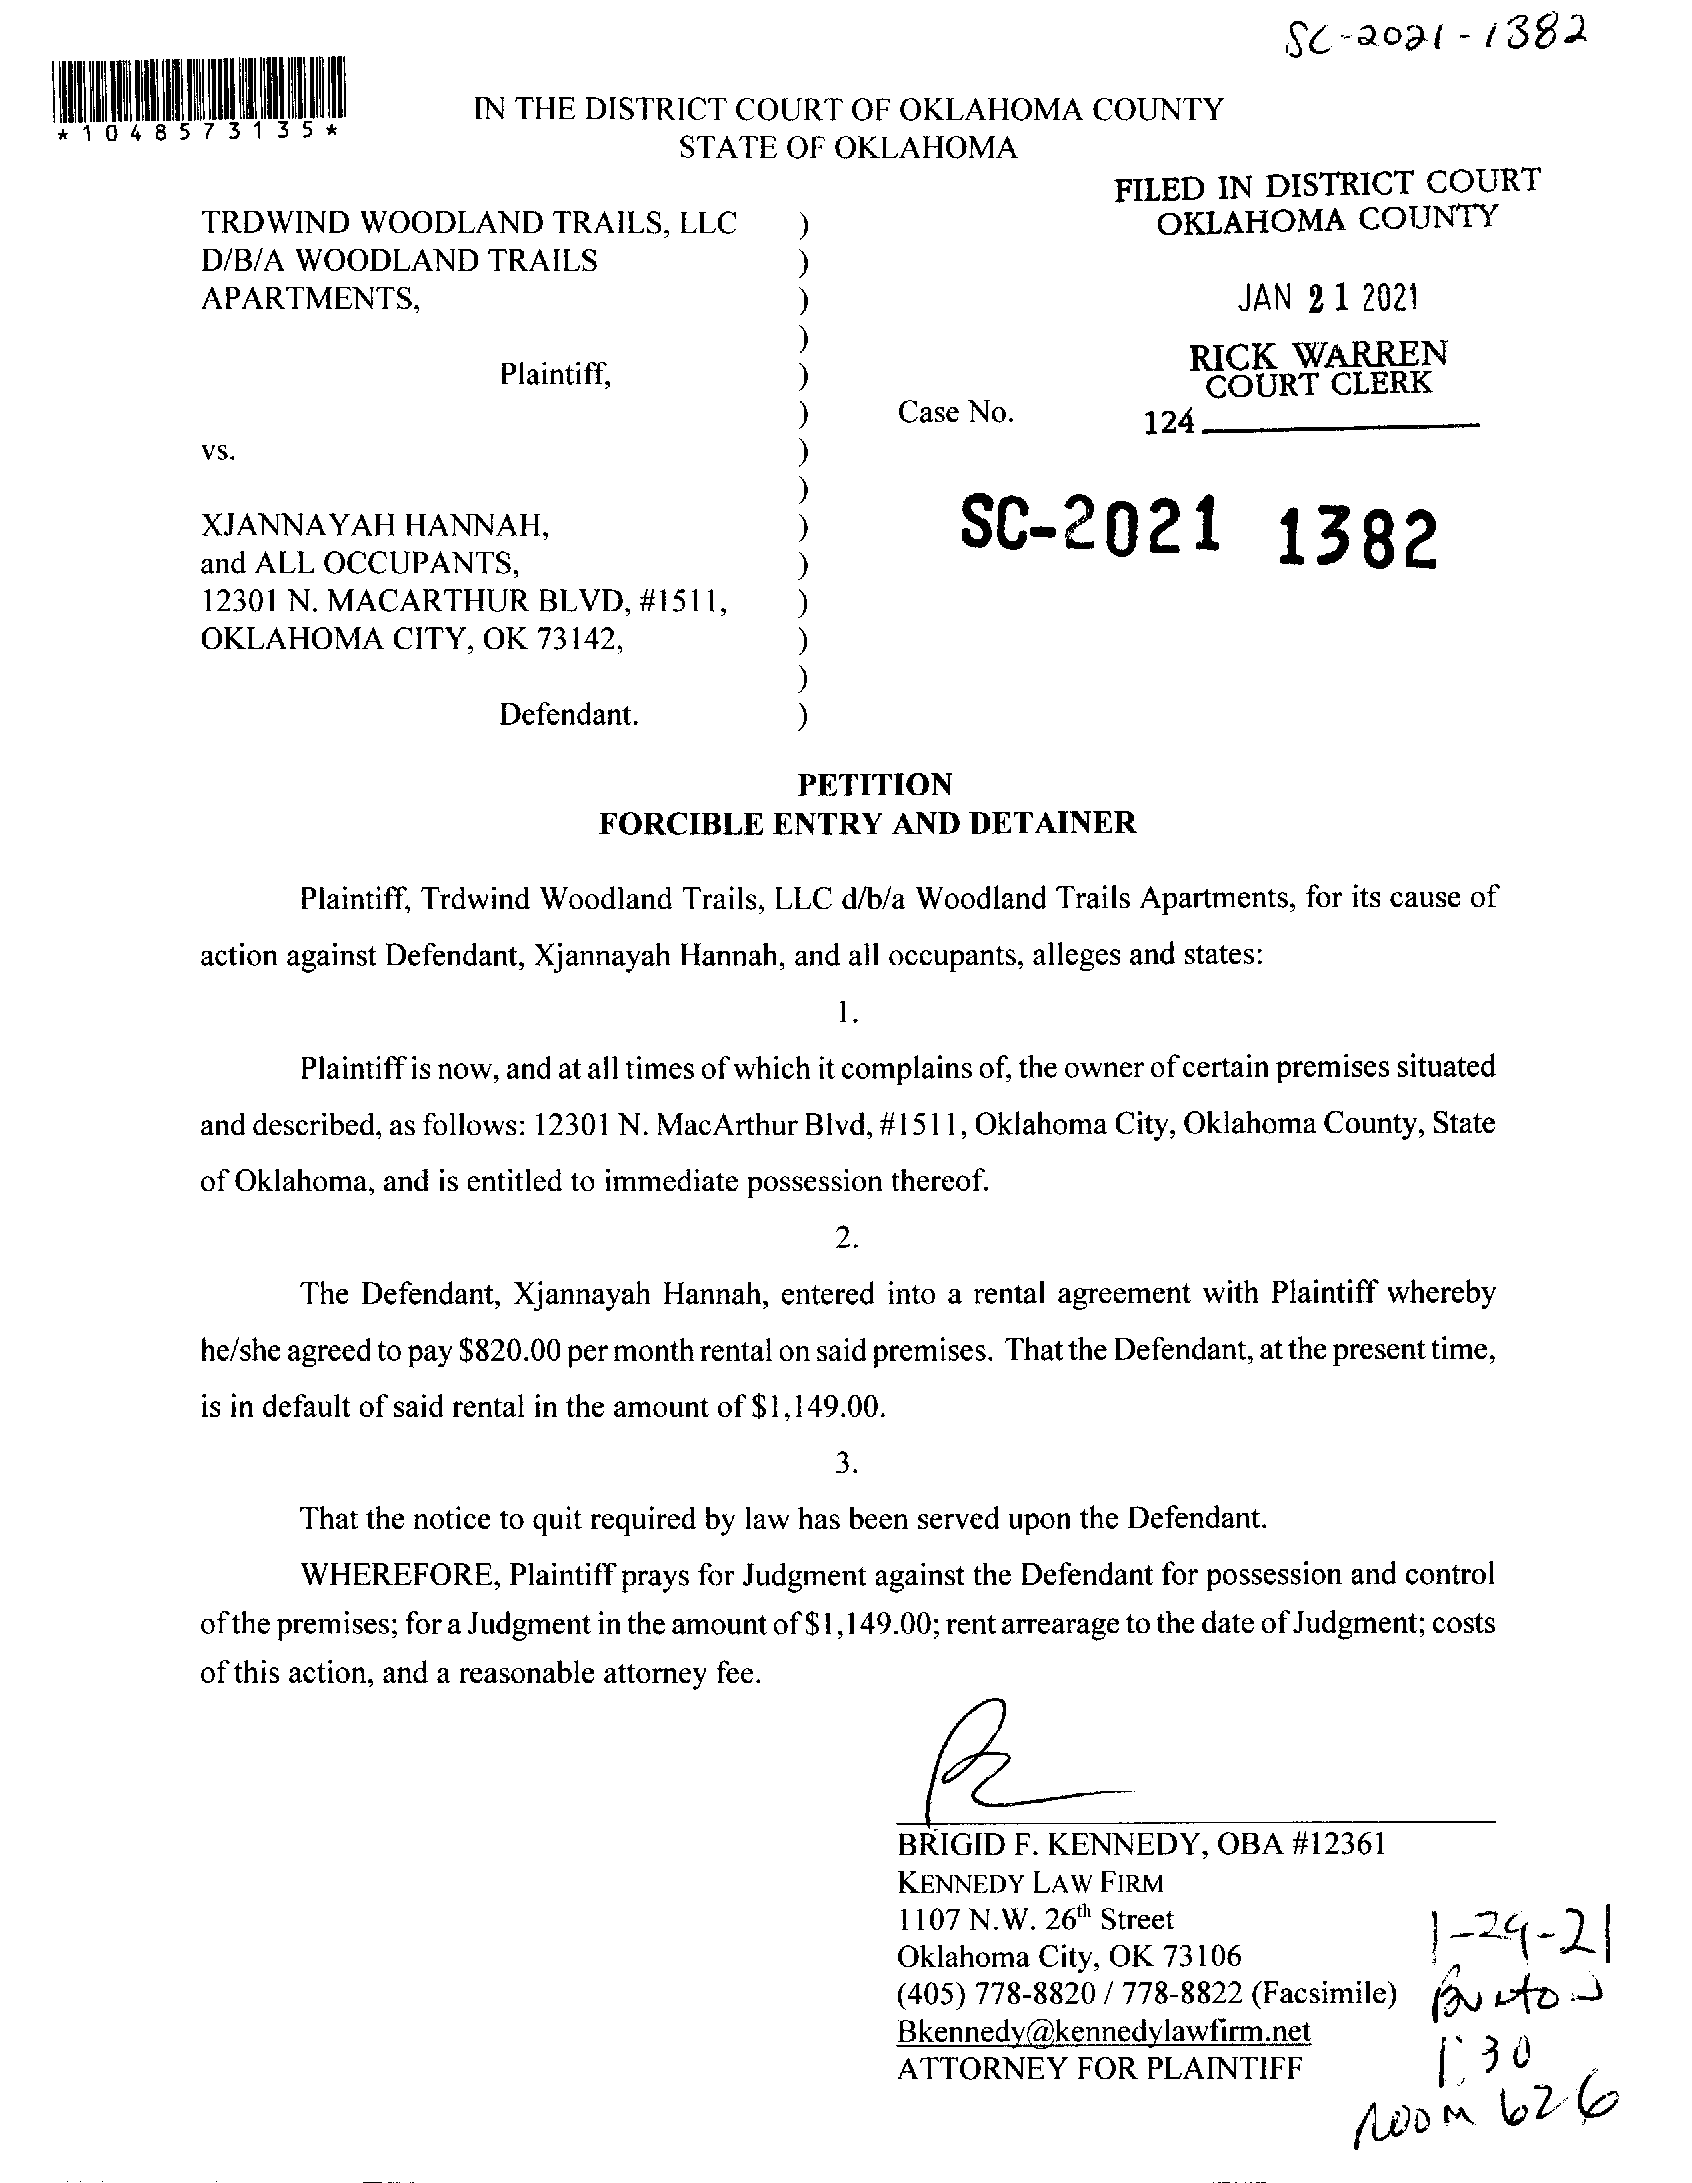 SC-2021-1382
*1048573135*
IN THE DISTRICT COURT OF OKLAHOMA COUNTY
STATE OF OKLAHOMA
FILED IN DISTRICT COURT
OKLAHOMA COUNTY
JAN 21 2021
RICK WARREN
COURT CLERK
124
TRDWIND WOODLAND TRAILS, LLC )
D/B/A WOODLAND TRAILS )
APARTMENTS, )
)
Plaintiff, )
) Case No.
vs. )
)
SC-2021 1382
XJANNAYAH HANNAH, )
and ALL OCCUPANTS, )
12301 N. MACARTHUR BLVD, #1511, )
OKLAHOMA CITY, OK 73142, )
)
Defendant. )
PETITION
FORCIBLE ENTRY AND DETAINER
Plaintiff, Trdwind Woodland Trails, LLC d/b/a Woodland Trails Apartments, for its cause of
action against Defendant, Xjannayah Hannah, and all occupants, alleges and states:
1.
Plaintiff is now, and at all times of which it complains of, the owner of certain premises situated
and described, as follows: 12301 N. MacArthur Blvd, #1511, Oklahoma City, Oklahoma County, State
of Oklahoma, and is entitled to immediate possession thereof.
2.
The Defendant, Xjannayah Hannah, entered into a rental agreement with Plaintiff whereby
he/she agreed to pay $820.00 per month rental on said premises. That the Defendant, at the present time,
is in default of said rental in the amount of $1,149.00.
3.
That the notice to quit required by law has been served upon the Defendant.
WHEREFORE, Plaintiff prays for Judgment against the Defendant for possession and control
of the premises; for a Judgment in the amount of $1,149.00; rent arrearage to the date of Judgment; costs
of this action, and a reasonable attorney fee.
BRIGID F. KENNEDY, OBA #12361
KENNEDY LAW FIRM
1107 N.W. 26th Street
Oklahoma City, OK 73106
(405) 778-8820 / 778-8822 (Facsimile)
Bkennedy@kennedylawfirm.net
ATTORNEY FOR PLAINTIFF
1-29-21
1:30
Room 626